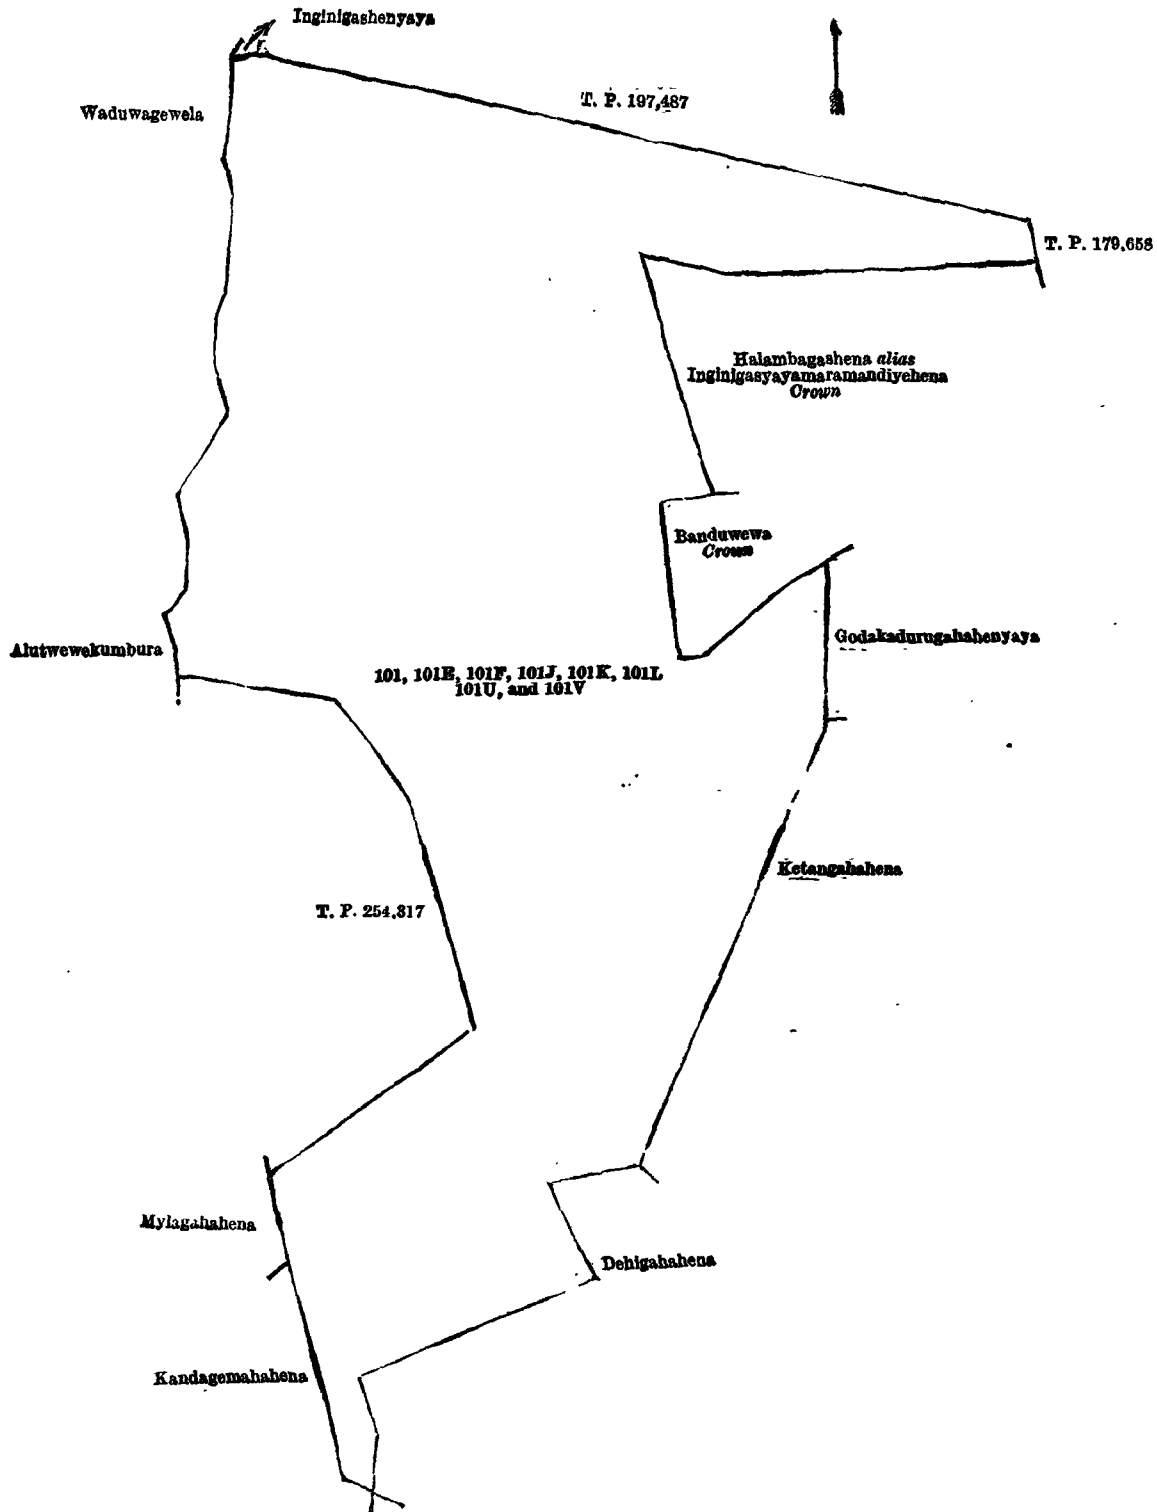 Inginigashenyaya
Waduwagewela
T. P. 197,487
T. P. 179,658
Halambagashena alias
Inginigasyayamaramandiyehena
Crown
Banduwewa
Crown
Godakadurugahahenyaya
Alutwewekumbura
101, 101E, 101F, 101J, 101K, 101L
101U, and 101V
Ketangahahena
T. P. 254,317
Mylagahahena
Dehigahahena
Kandagemahahena